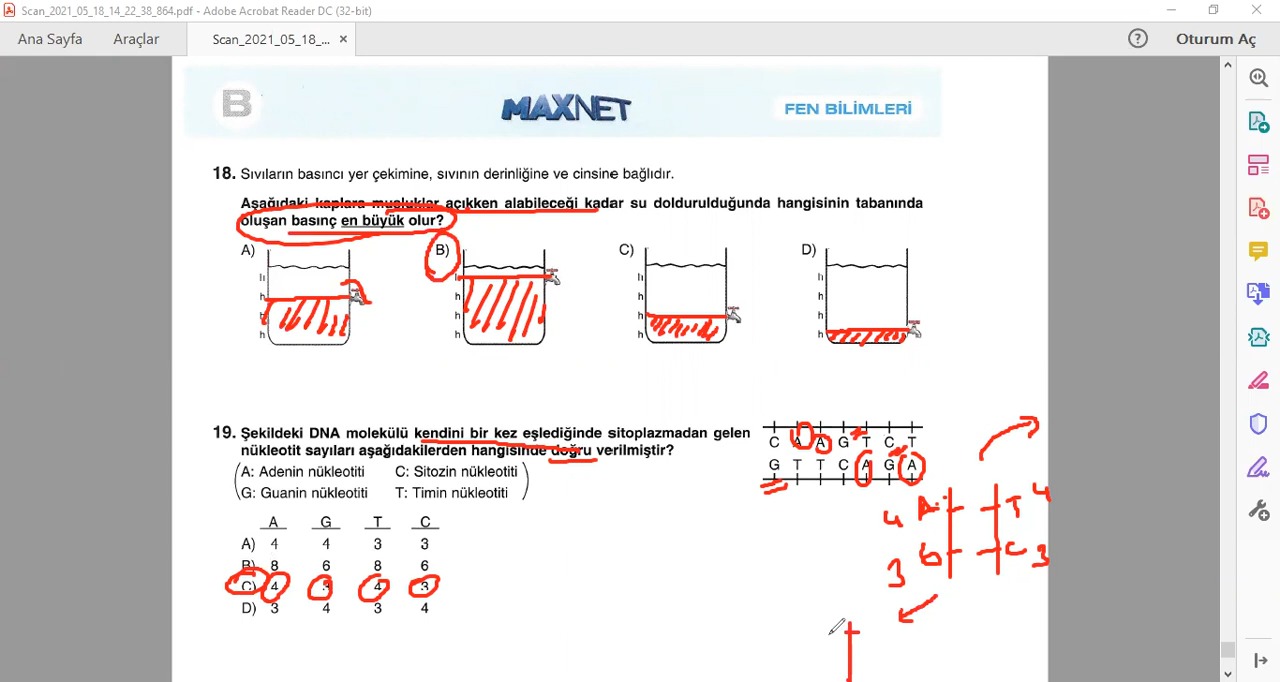 Scan_2021_05_18_14_22_38_864.pdf - Adobe Acrobat Reader DC (32-bit)
Ana Sayfa Araçlar Scan_2021_05_18_... × ? Oturum Aç
B MAXNET FEN BİLİMLERİ
18. Sıvıların basıncı yer çekimine, sıvının derinliğine ve cinsine bağlıdır.
Aşağıdaki kaplara musluklar açıkken alabileceği kadar su doldurulduğunda hangisinin tabanında
oluşan basınç en büyük olur?
A) B) C) D)
h h h h
h h h h
h h h h
h h h h
19. Şekildeki DNA molekülü kendini bir kez eşlediğinde sitoplazmadan gelen
nükleotit sayıları aşağıdakilerden hangisinde doğru verilmiştir?
(A: Adenin nükleotiti C: Sitozin nükleotiti
G: Guanin nükleotiti T: Timin nükleotiti)
C A A G T C T
G T T C A G A
A G T C
A) 4 4 3 3
B) 8 6 8 6
C) 4 3 4 3
D) 3 4 3 4
4 A T 4
3 G C 3